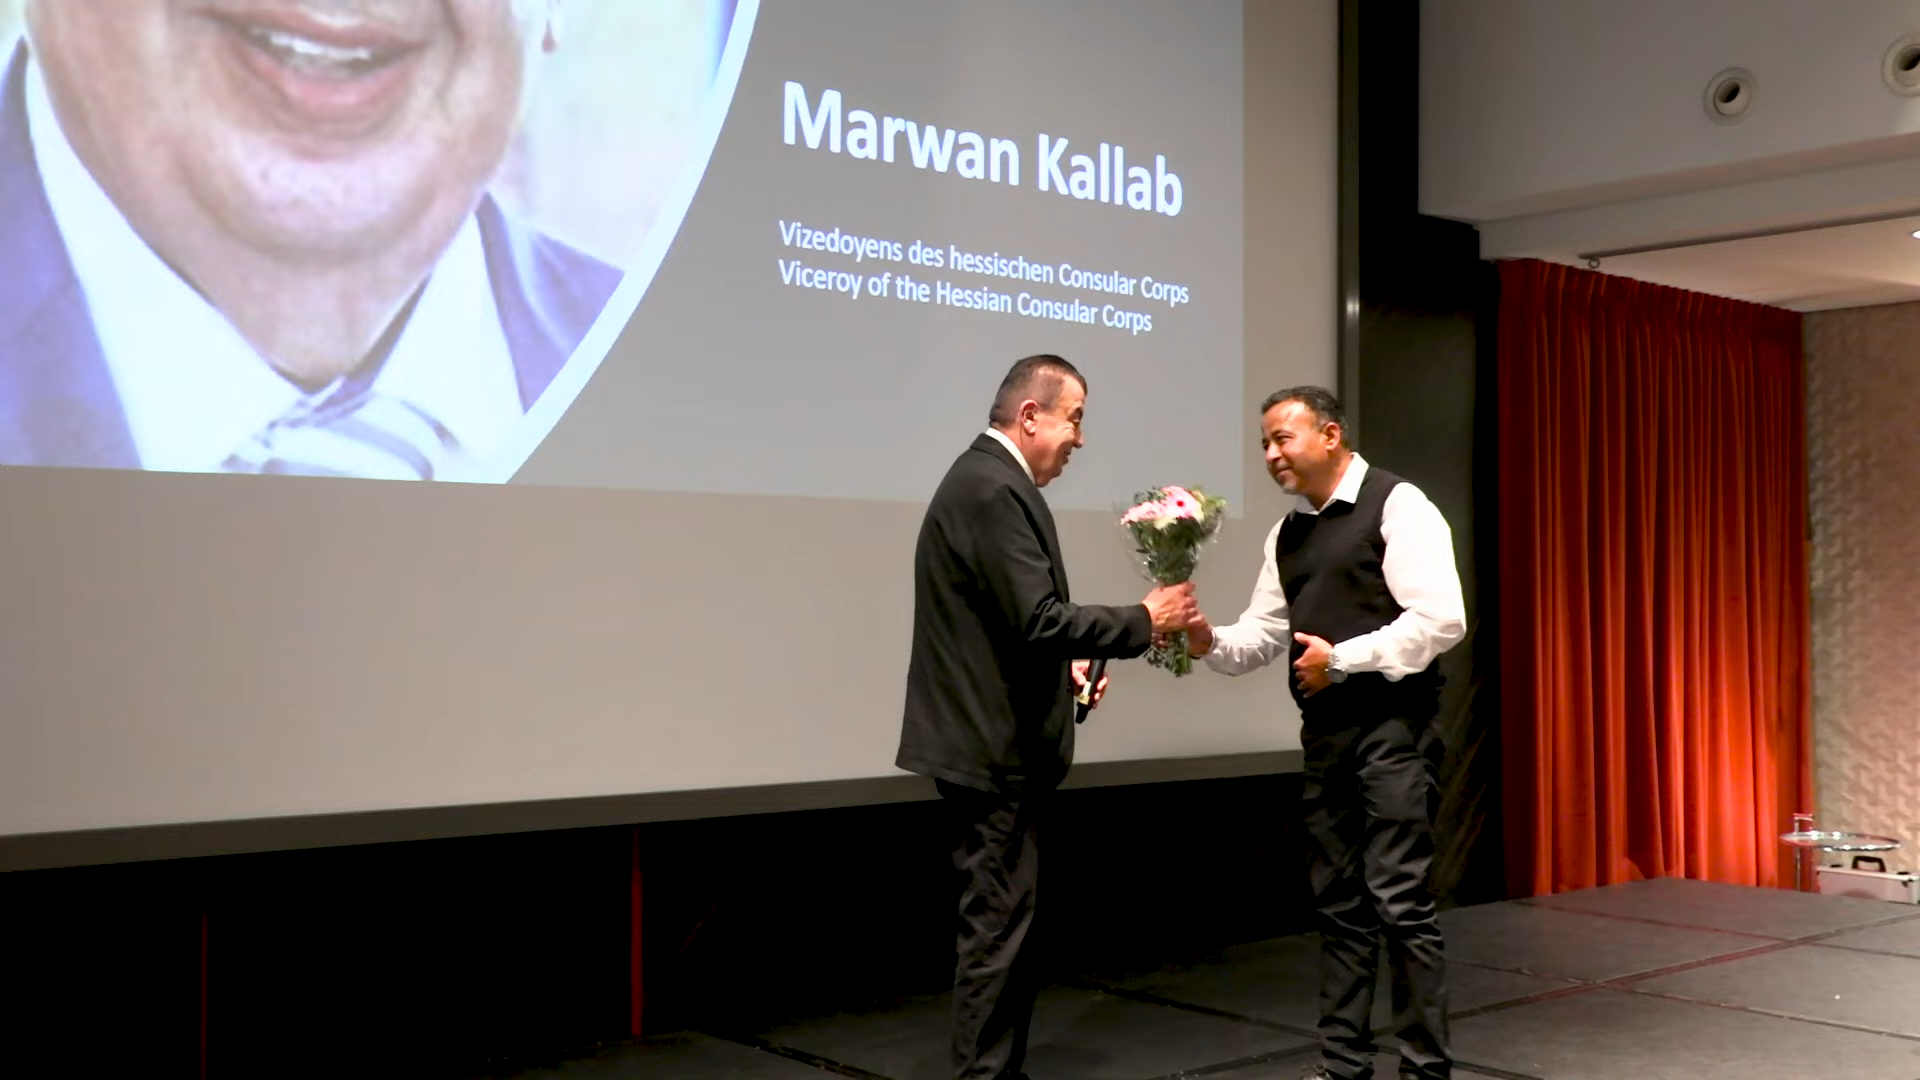 Marwan Kallab
Vizedoyens des hessischen Consular Corps
Viceroy of the Hessian Consular Corps